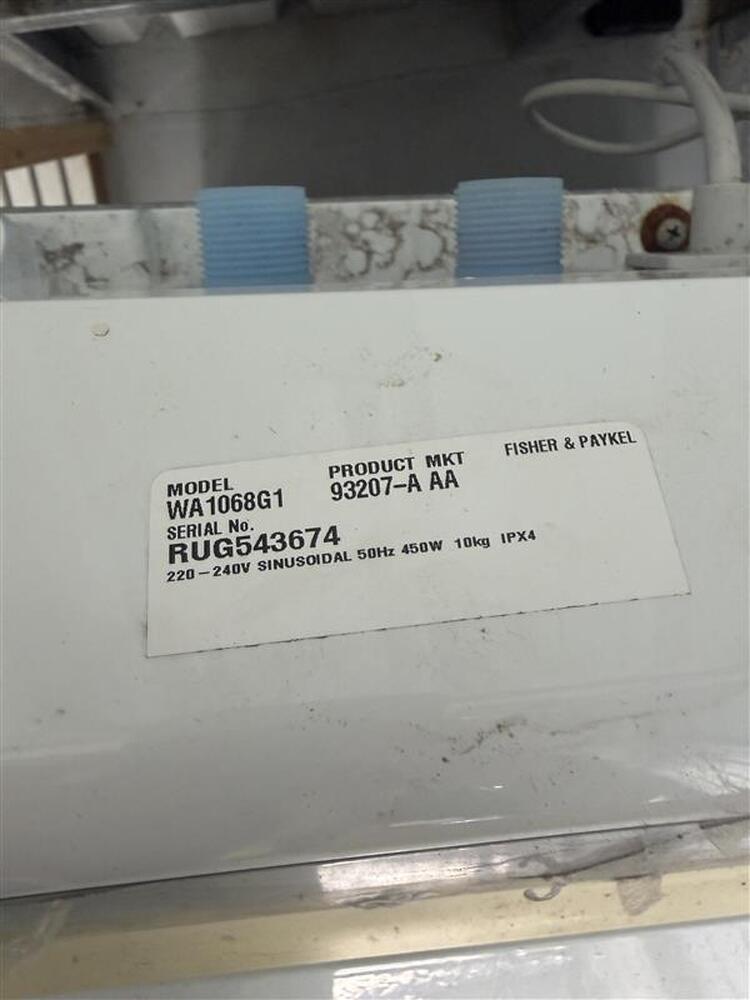 MODEL PRODUCT MKT FISHER & PAYKEL
WA1068G1 93207-A AA
SERIAL No.
RUG543674
220-240V SINUSOIDAL 50Hz 450W 10kg IPX4